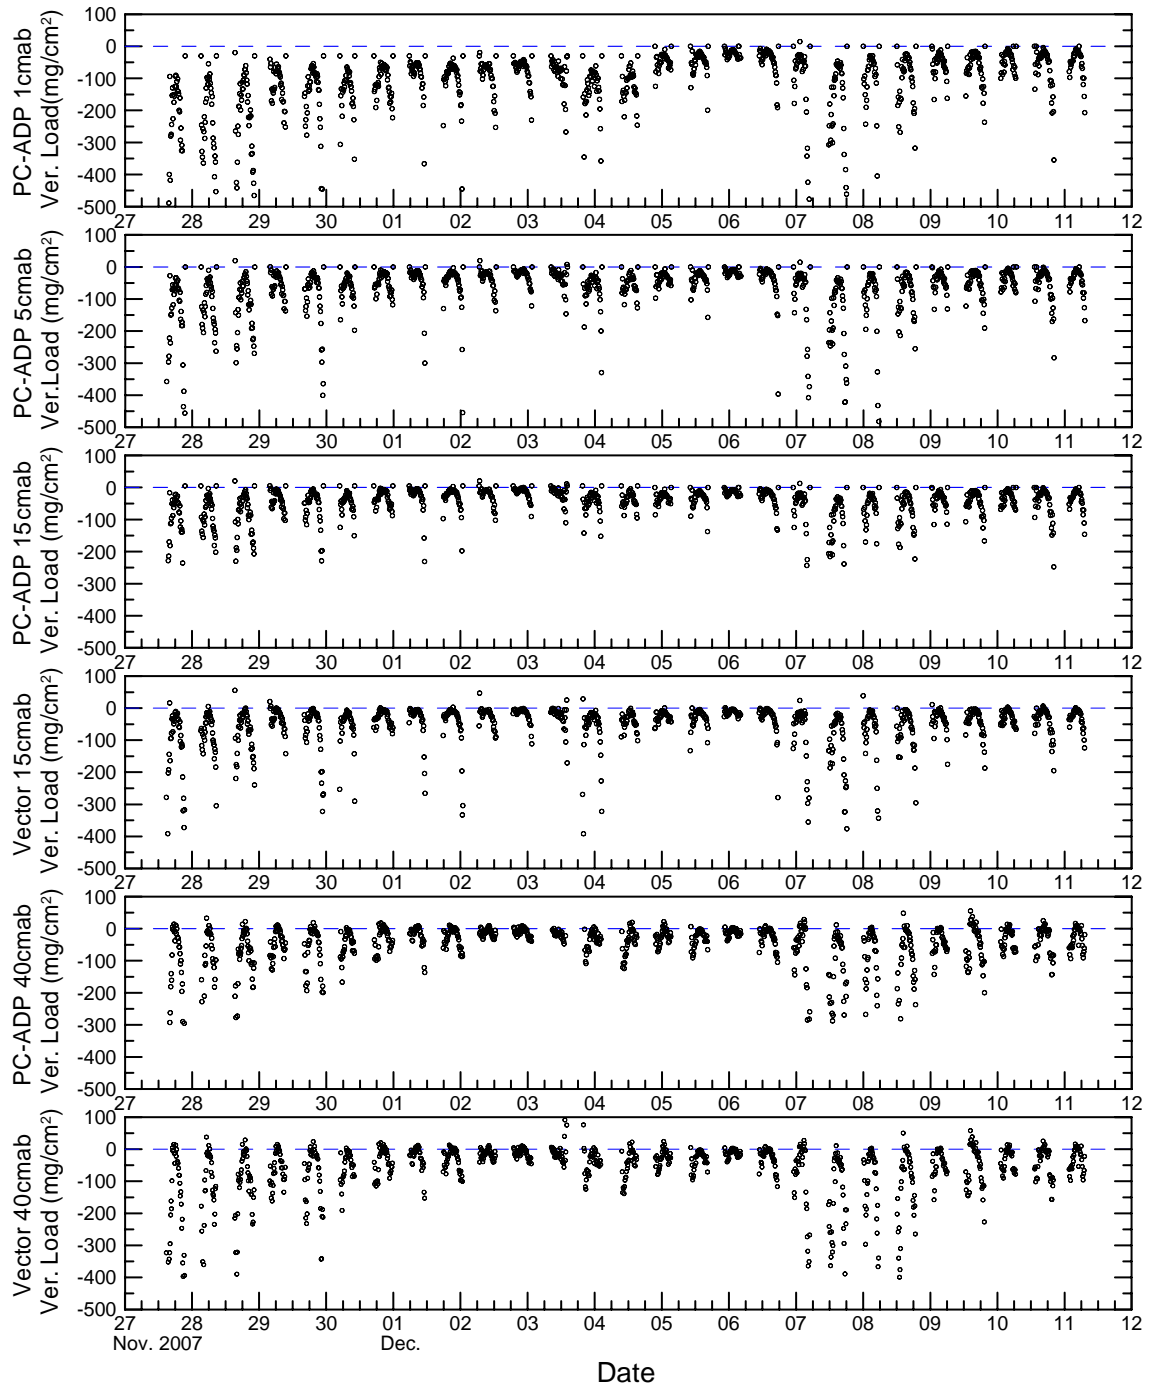 PC-ADP 1cmab
Ver. Load(mg/cm²)
100
0
-100
-200
-300
-400
-500
27 28 29 30 01 02 03 04 05 06 07 08 09 10 11 12
PC-ADP 5cmab
Ver.Load (mg/cm²)
100
0
-100
-200
-300
-400
-500
27 28 29 30 01 02 03 04 05 06 07 08 09 10 11 12
PC-ADP 15cmab
Ver. Load (mg/cm²)
100
0
-100
-200
-300
-400
-500
27 28 29 30 01 02 03 04 05 06 07 08 09 10 11 12
Vector 15cmab
Ver. Load (mg/cm²)
100
0
-100
-200
-300
-400
-500
27 28 29 30 01 02 03 04 05 06 07 08 09 10 11 12
PC-ADP 40cmab
Ver. Load (mg/cm²)
100
0
-100
-200
-300
-400
-500
27 28 29 30 01 02 03 04 05 06 07 08 09 10 11 12
Vector 40cmab
Ver. Load (mg/cm²)
100
0
-100
-200
-300
-400
-500
27 28 29 30 01 02 03 04 05 06 07 08 09 10 11 12
Nov. 2007 Dec.
Date